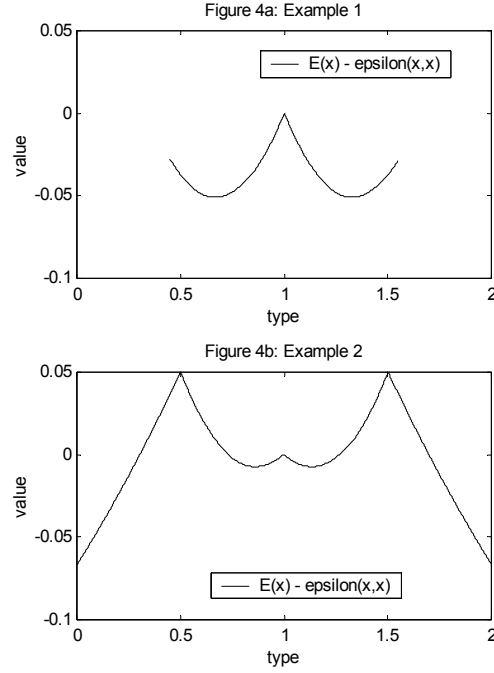 Figure 4a: Example 1
0.05
E(x) - epsilon(x,x)
0
value
-0.05
-0.1
0 0.5 1 1.5 2
type
Figure 4b: Example 2
0.05
0
value
-0.05
E(x) - epsilon(x,x)
-0.1
0 0.5 1 1.5 2
type